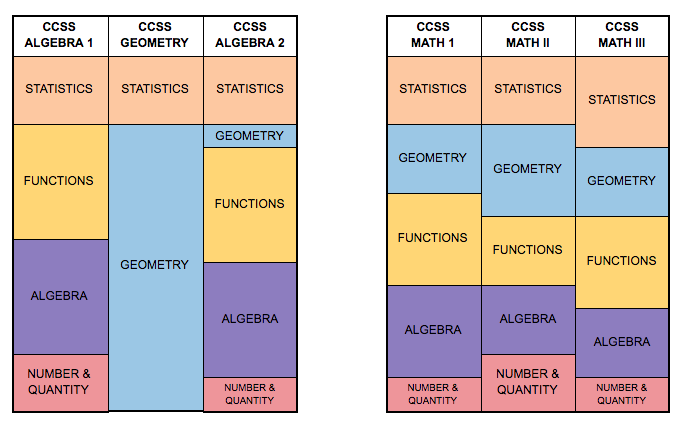 CCSS
ALGEBRA 1
CCSS
GEOMETRY
CCSS
ALGEBRA 2
STATISTICS
STATISTICS
STATISTICS
GEOMETRY
FUNCTIONS
FUNCTIONS
GEOMETRY
ALGEBRA
ALGEBRA
NUMBER &
QUANTITY
NUMBER &
QUANTITY
CCSS
MATH 1
CCSS
MATH II
CCSS
MATH III
STATISTICS
STATISTICS
STATISTICS
GEOMETRY
GEOMETRY
GEOMETRY
FUNCTIONS
FUNCTIONS
FUNCTIONS
ALGEBRA
ALGEBRA
ALGEBRA
NUMBER &
QUANTITY
NUMBER &
QUANTITY
NUMBER &
QUANTITY